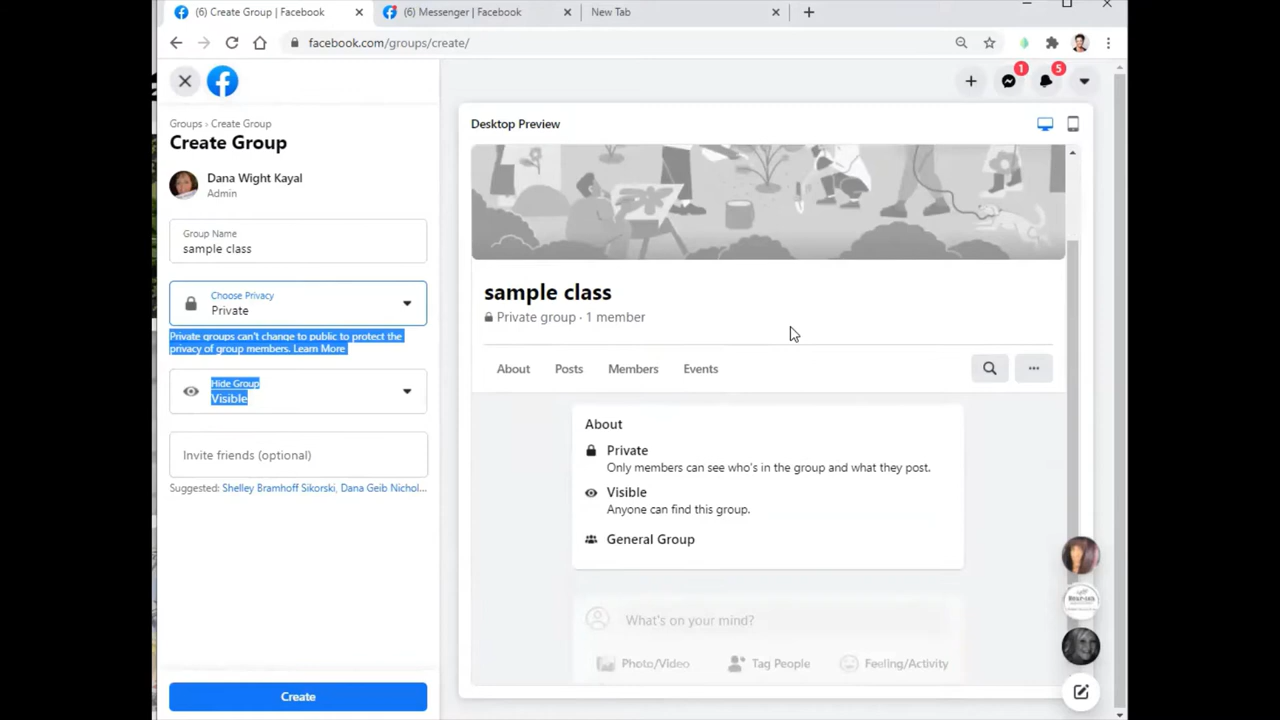 (6) Create Group | Facebook
(6) Messenger | Facebook
New Tab
facebook.com/groups/create/
1
5
Groups › Create Group
Create Group
Dana Wight Kayal
Admin
Group Name
sample class
Choose Privacy
Private
Private groups can't change to public to protect the
privacy of group members. Learn More
Hide Group
Visible
Invite friends (optional)
Suggested: Shelley Bramhoff Sikorski, Dana Geib Nichol...
Create
Desktop Preview
sample class
Private group · 1 member
About
Posts
Members
Events
About
Private
Only members can see who's in the group and what they post.
Visible
Anyone can find this group.
General Group
What's on your mind?
Photo/Video
Tag People
Feeling/Activity